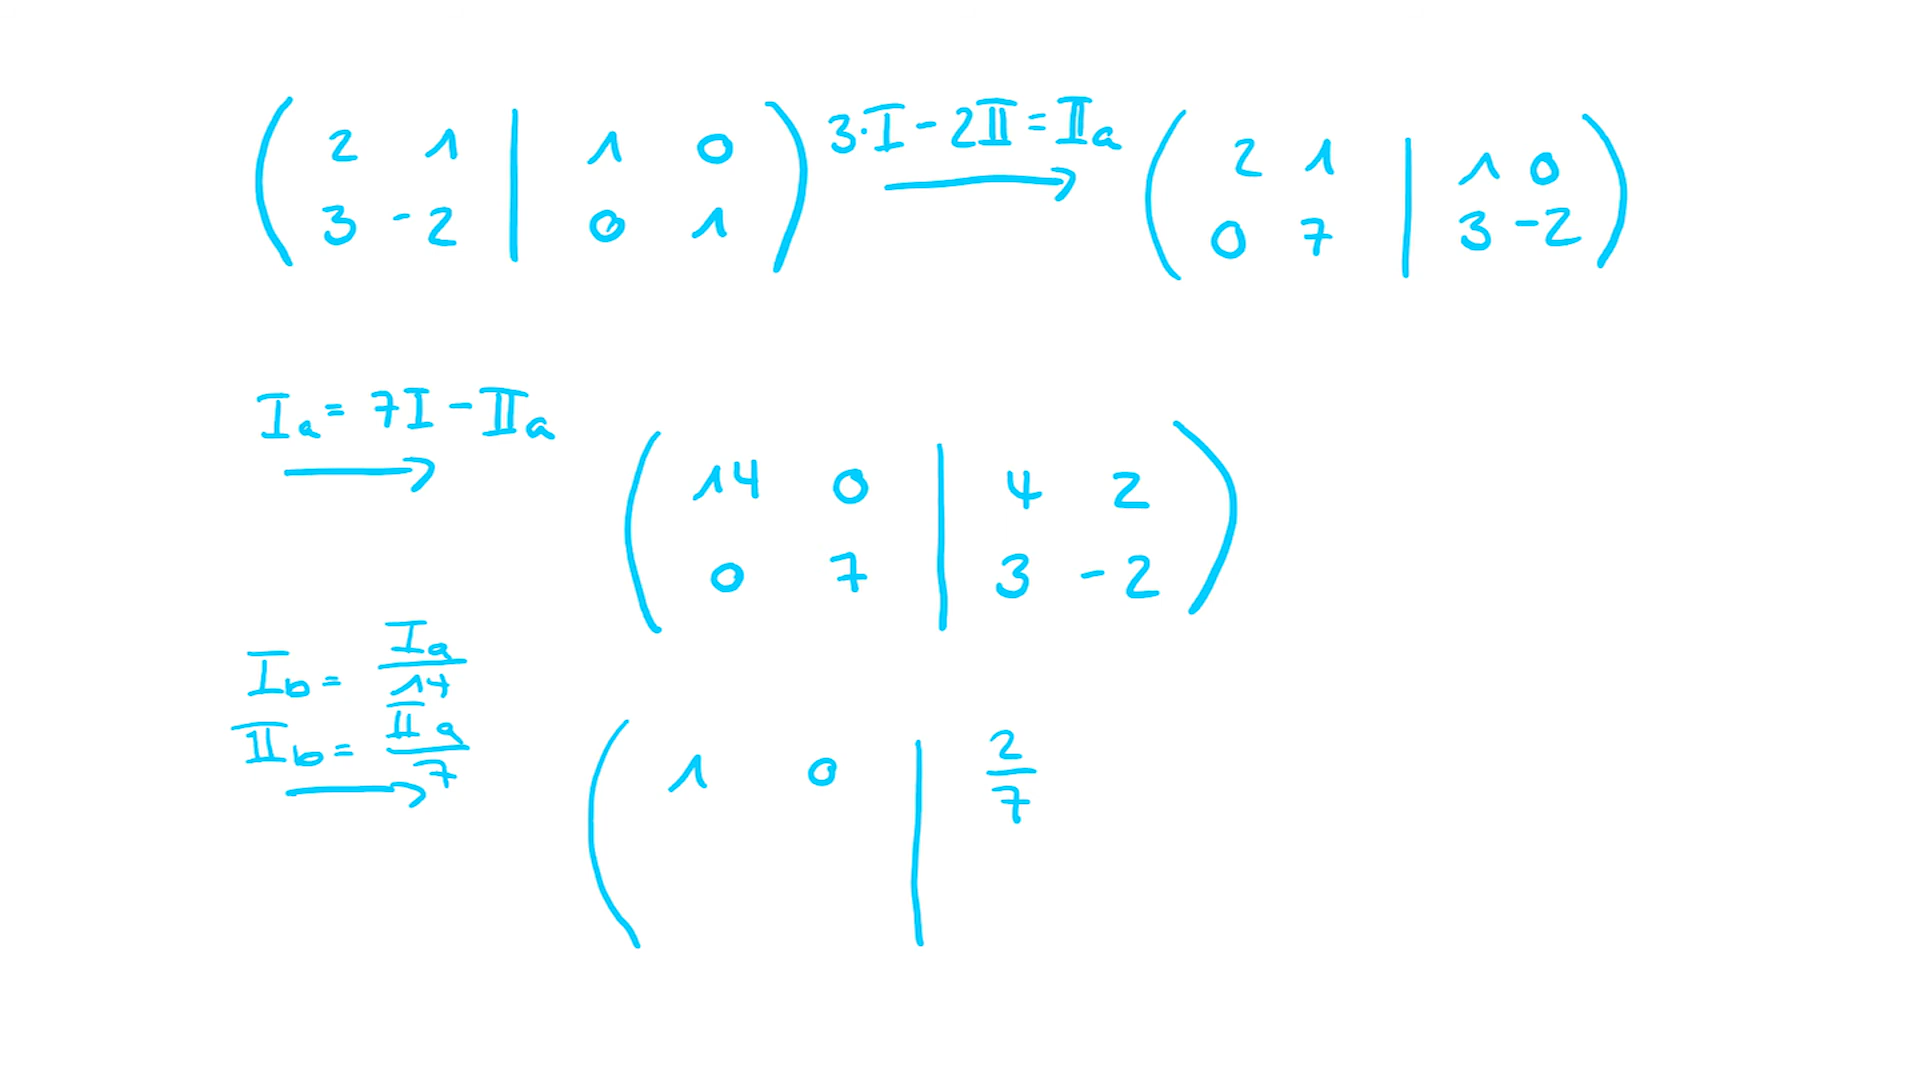 ( 2 1 | 1 0 ) 3·I - 2II = IIa ( 2 1 | 1 0 )
( 3 -2 | 0 1 ) → ( 0 7 | 3 -2 )
Ia = 7I - IIa
→ ( 14 0 | 4 2 )
( 0 7 | 3 -2 )
Ib = Ia/14
IIb = IIa/7
→ ( 1 0 | 2/7